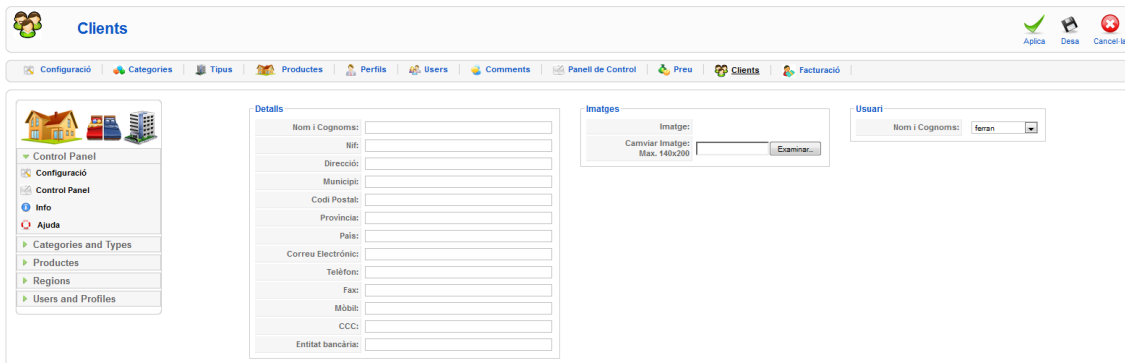 Clients
Aplica Desa Cancel·la
Configuració Categories Tipus Productes Perfils Users Comments Panell de Control Preu Clients Facturació
Control Panel
Configuració
Control Panel
Info
Ajuda
Categories and Types
Productes
Regions
Users and Profiles
Detalls
Nom i Cognoms:
Nif:
Direcció:
Municipi:
Codi Postal:
Província:
País:
Correu Electrónic:
Telèfon:
Fax:
Mòbil:
CCC:
Entitat bancària:
Imatges
Imatge:
Camviar Imatge:
Max. 140x200
Examinar...
Usuari
Nom i Cognoms: ferran